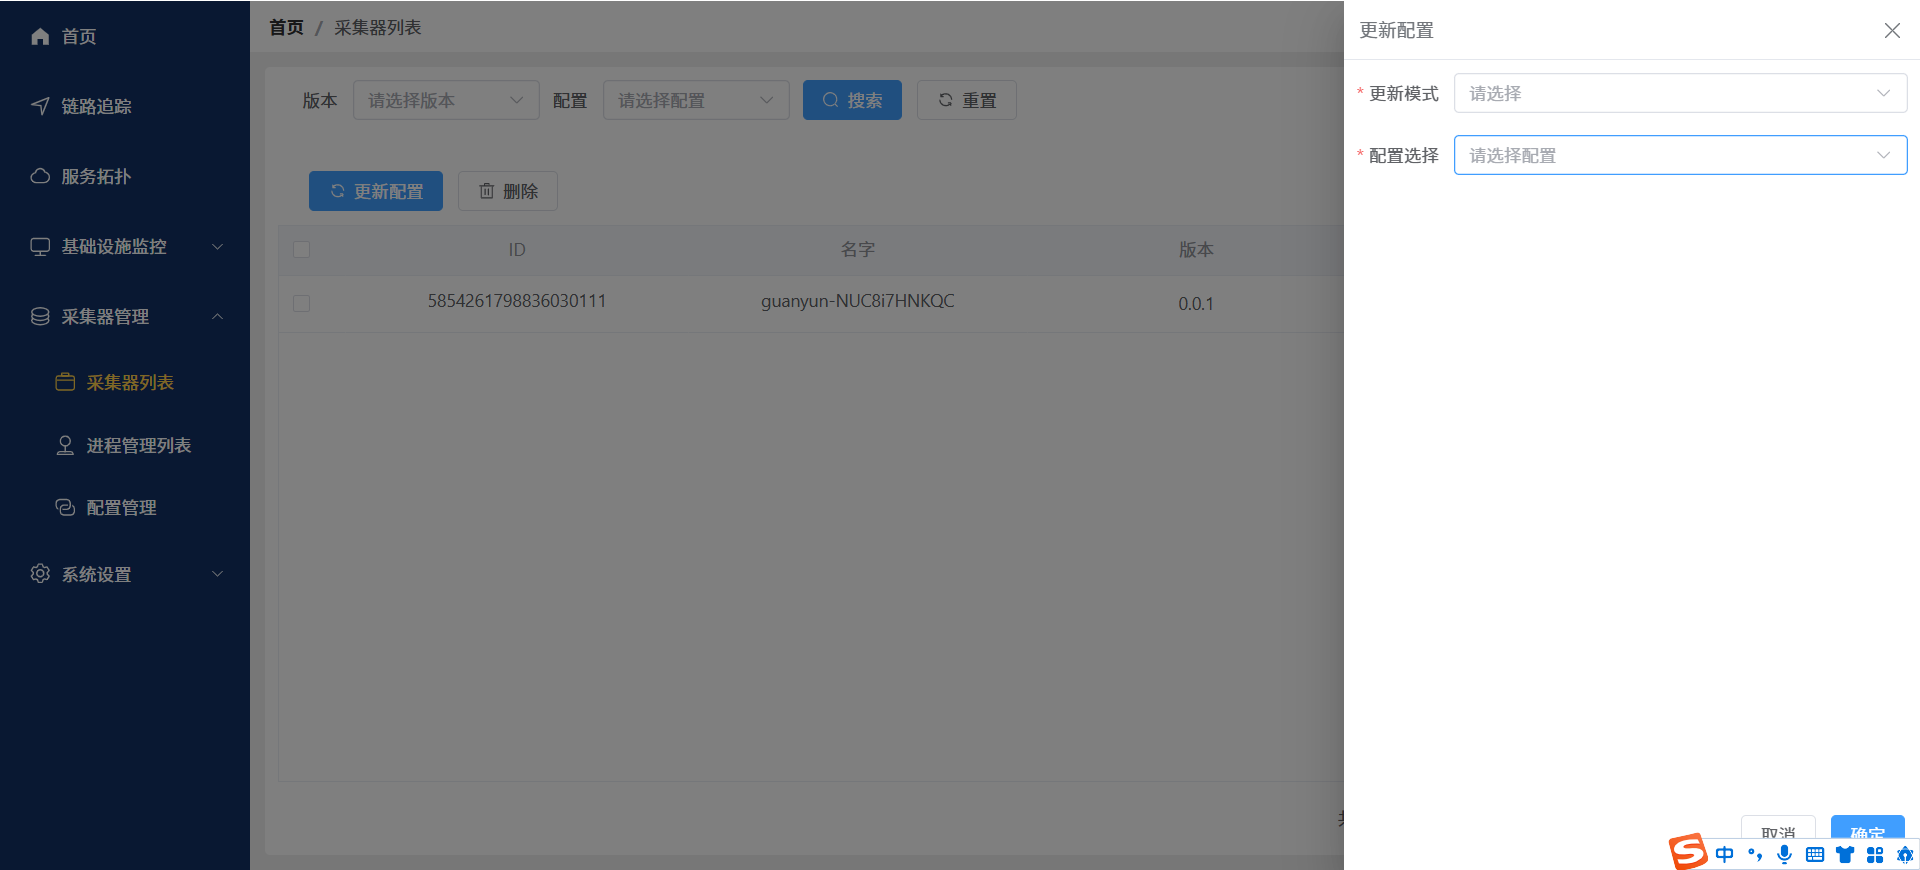 首页
链路追踪
服务拓扑
基础设施监控
采集器管理
采集器列表
进程管理列表
配置管理
系统设置
首页 / 采集器列表
版本 请选择版本 配置 请选择配置 搜索 重置
更新配置 删除
ID 名字 版本
5854261798836030111 guanyun-NUC8i7HNKQC 0.0.1
更新配置
* 更新模式 请选择
* 配置选择 请选择配置
取消 确定
中